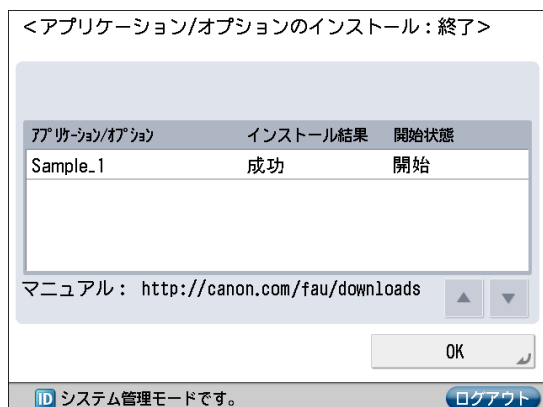 <アプリケーション/オプションのインストール:終了>
ｱﾌﾟﾘｹｰｼｮﾝ/ｵﾌﾟｼｮﾝ インストール結果 開始状態
Sample_1 成功 開始
マニュアル: http://canon.com/fau/downloads
OK
ID システム管理モードです。 ログアウト